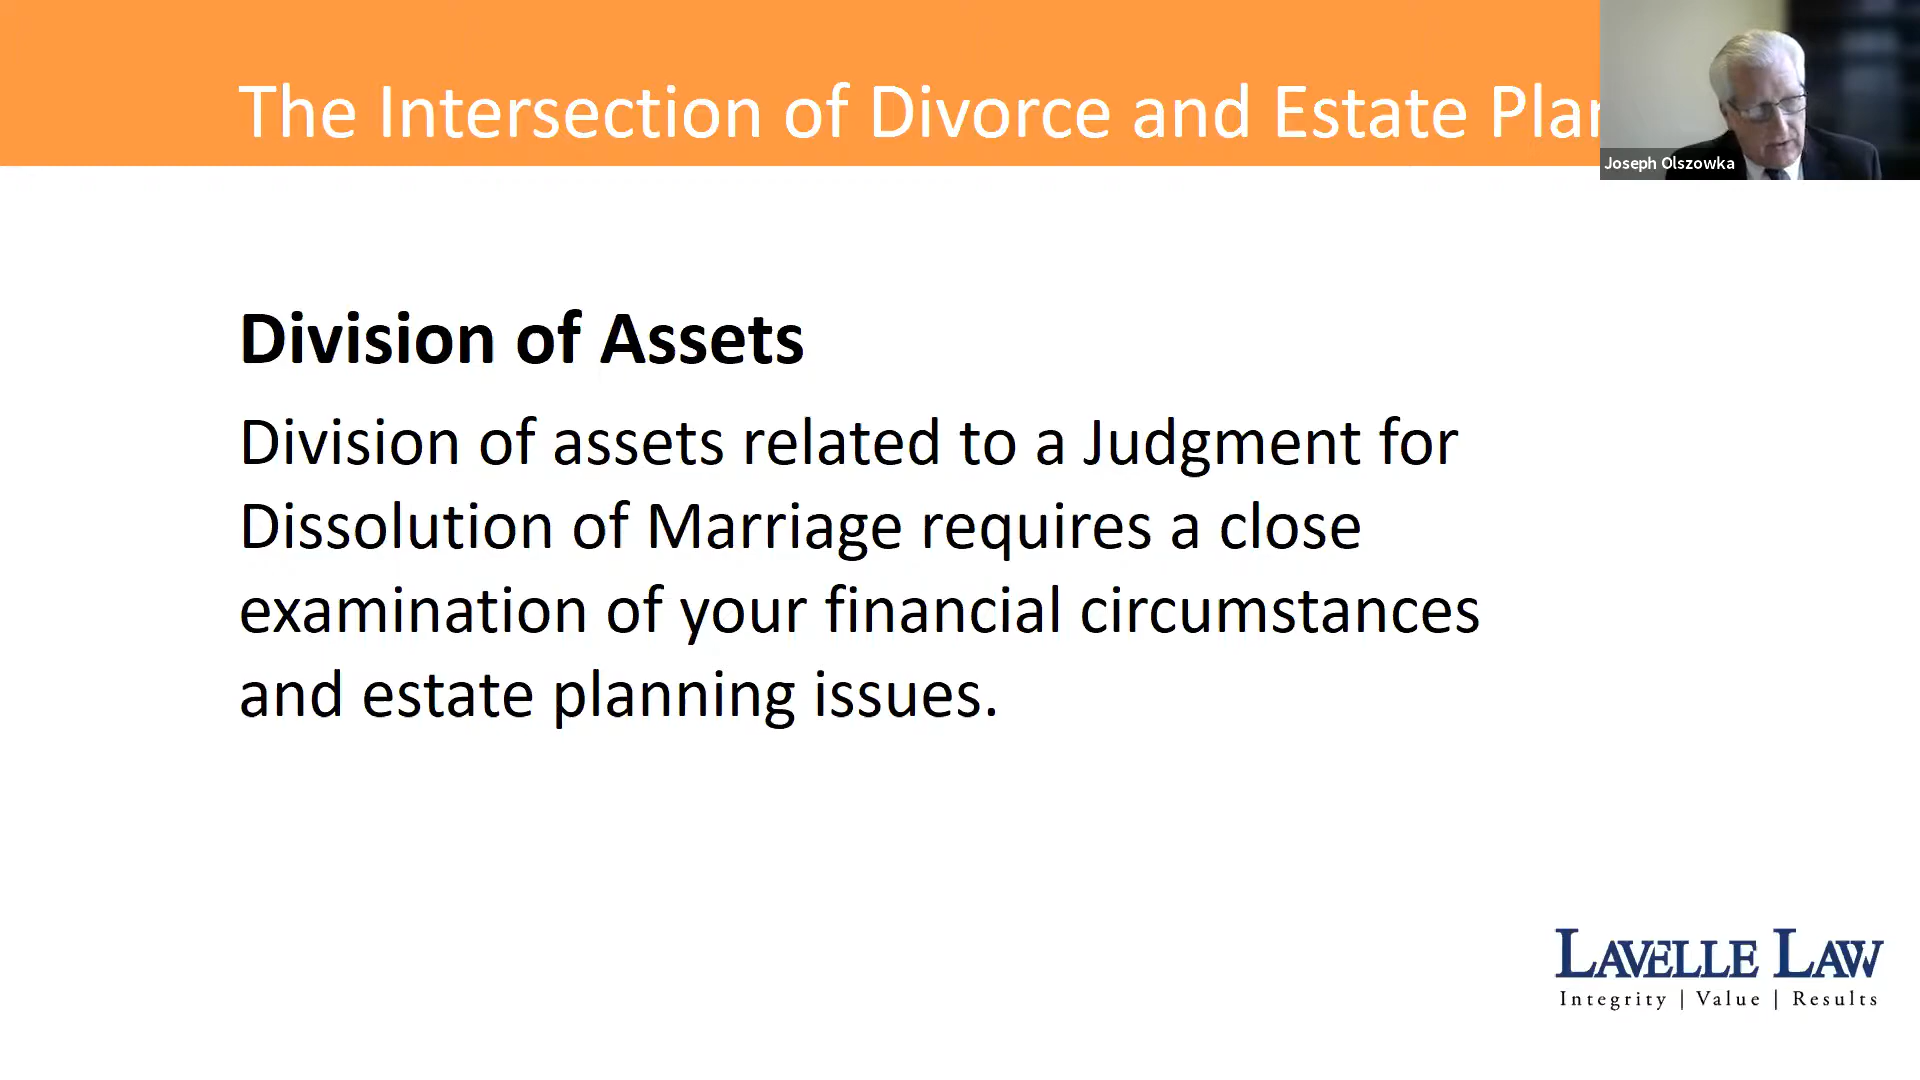 The Intersection of Divorce and Estate Plan
Joseph Olszowka
Division of Assets
Division of assets related to a Judgment for
Dissolution of Marriage requires a close
examination of your financial circumstances
and estate planning issues.
LAVELLE LAW
Integrity | Value | Results